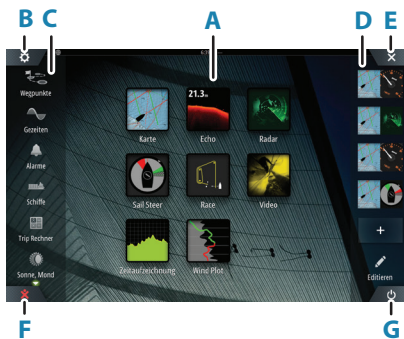 B C A D E
Wegpunkte
Gezeiten
Alarme
Schiffe
Trip Rechner
Sonne, Mond
21.3
Karte Echo Radar
Sail Steer Race Video
Zeitaufzeichnung Wind Plot
+
Editieren
F G